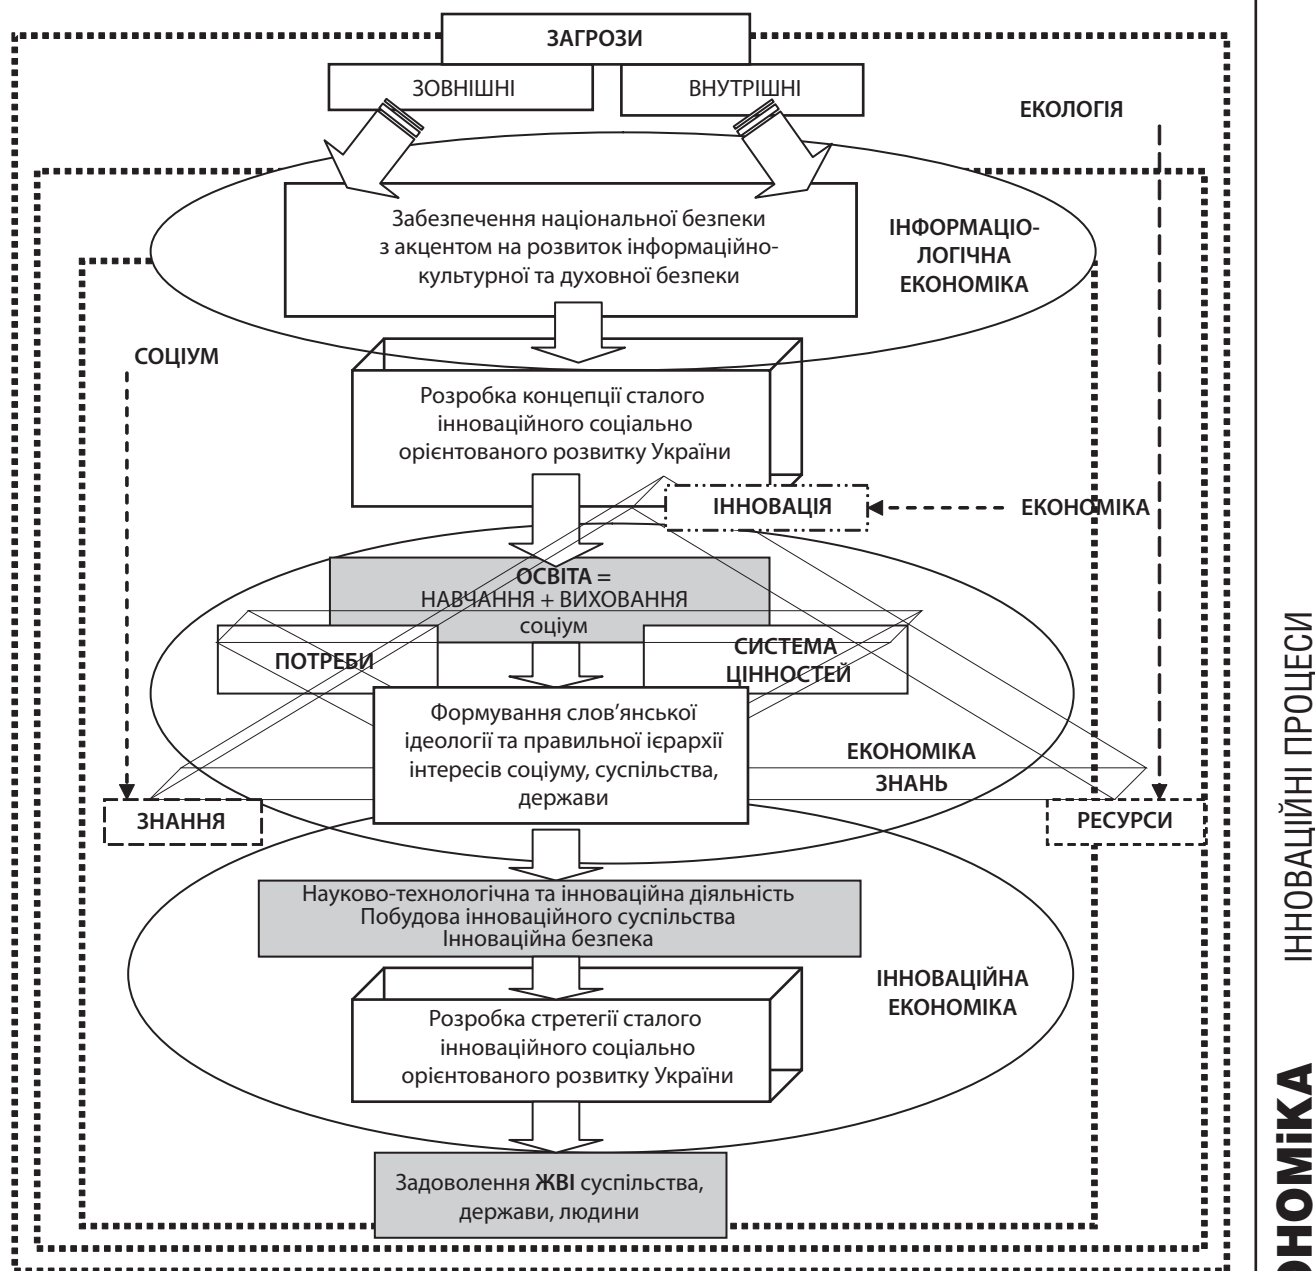 ЗАГРОЗИ
ЗОВНІШНІ
ВНУТРІШНІ
ЕКОЛОГІЯ
Забезпечення національної безпеки
з акцентом на розвиток інформаційно-
культурної та духовної безпеки
ІНФОРМАЦІО-
ЛОГІЧНА
ЕКОНОМІКА
СОЦІУМ
Розробка концепції сталого
інноваційного соціально
орієнтованого розвитку України
ІННОВАЦІЯ
ЕКОНОМІКА
ОСВІТА =
НАВЧАННЯ + ВИХОВАННЯ
соціум
ПОТРЕБИ
СИСТЕМА
ЦІННОСТЕЙ
Формування слов’янської
ідеології та правильної ієрархії
інтересів соціуму, суспільства,
держави
ЕКОНОМІКА
ЗНАНЬ
ЗНАННЯ
РЕСУРСИ
Науково-технологічна та інноваційна діяльність
Побудова інноваційного суспільства
Інноваційна безпека
ІННОВАЦІЙНА
ЕКОНОМІКА
Розробка стретегії сталого
інноваційного соціально
орієнтованого розвитку України
Задоволення ЖВІ суспільства,
держави, людини
ІННОВАЦІЙНІ ПРОЦЕСИ